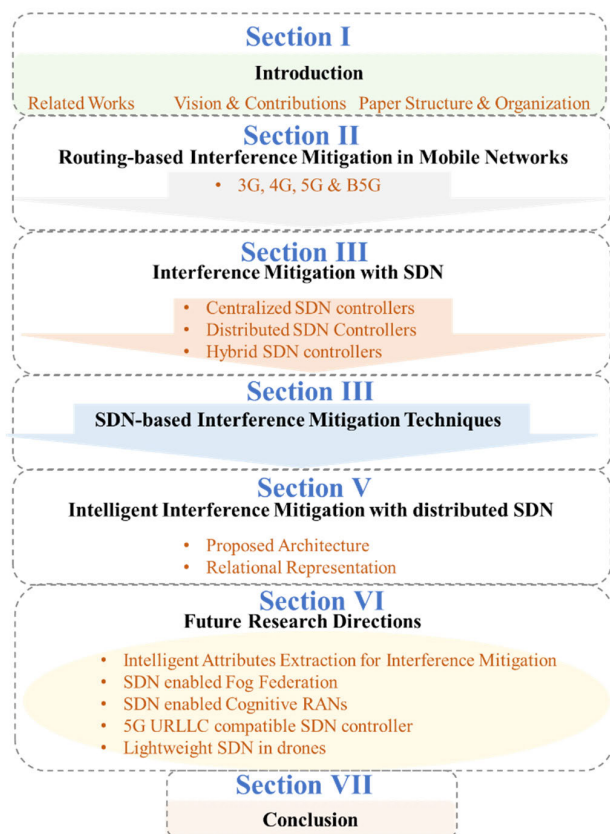 Section I
Introduction
Related Works Vision & Contributions Paper Structure & Organization
Section II
Routing-based Interference Mitigation in Mobile Networks
• 3G, 4G, 5G & B5G
Section III
Interference Mitigation with SDN
• Centralized SDN controllers
• Distributed SDN Controllers
• Hybrid SDN controllers
Section III
SDN-based Interference Mitigation Techniques
Section V
Intelligent Interference Mitigation with distributed SDN
• Proposed Architecture
• Relational Representation
Section VI
Future Research Directions
• Intelligent Attributes Extraction for Interference Mitigation
• SDN enabled Fog Federation
• SDN enabled Cognitive RANs
• 5G URLLC compatible SDN controller
• Lightweight SDN in drones
Section VII
Conclusion